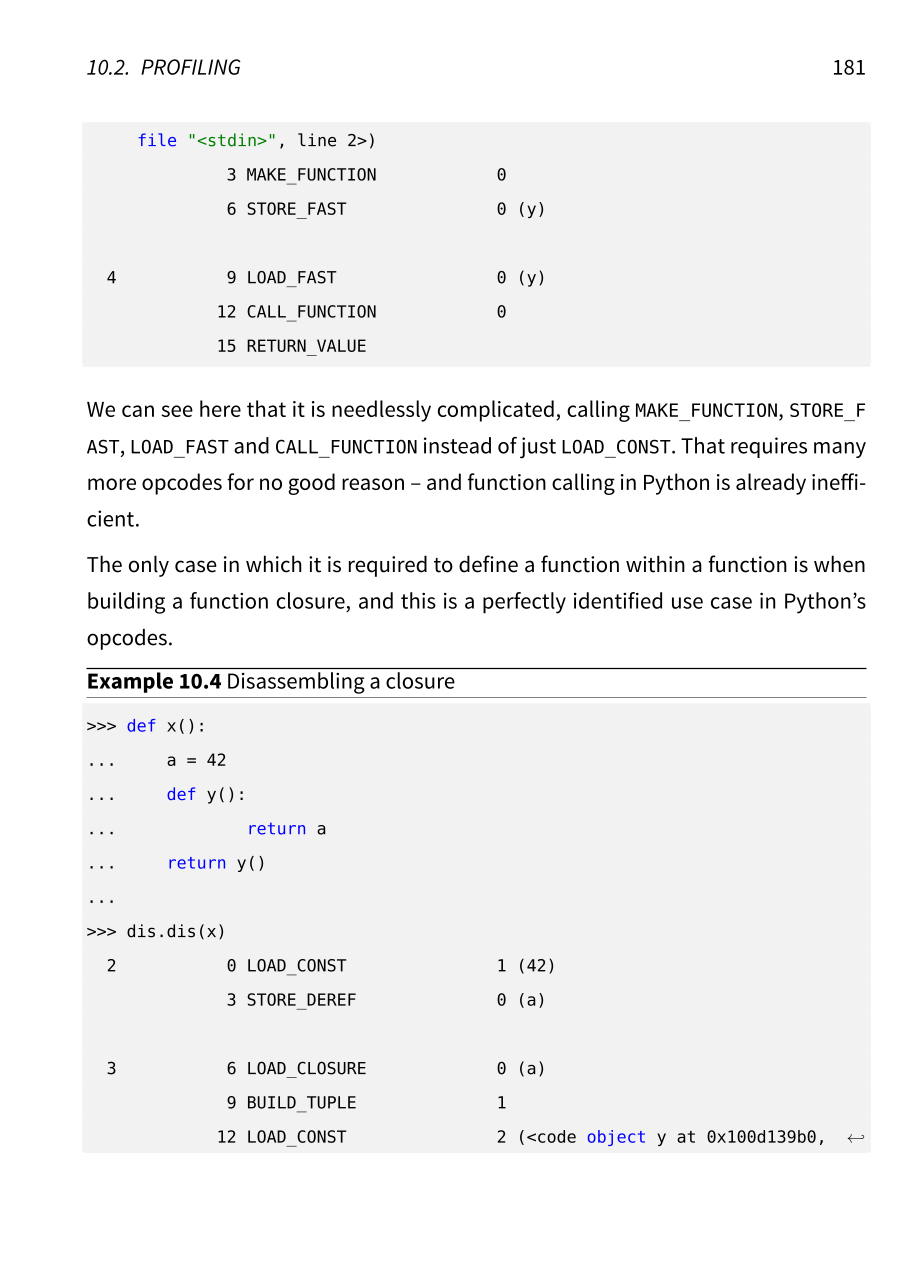 10.2. PROFILING 181
file "<stdin>", line 2>)
3 MAKE_FUNCTION 0
6 STORE_FAST 0 (y)
4 9 LOAD_FAST 0 (y)
12 CALL_FUNCTION 0
15 RETURN_VALUE
We can see here that it is needlessly complicated, calling MAKE_FUNCTION, STORE_F
AST, LOAD_FAST and CALL_FUNCTION instead of just LOAD_CONST. That requires many
more opcodes for no good reason – and function calling in Python is already ineffi-
cient.
The only case in which it is required to define a function within a function is when
building a function closure, and this is a perfectly identified use case in Python’s
opcodes.
Example 10.4 Disassembling a closure
>>> def x():
...     a = 42
...     def y():
...             return a
...     return y()
...
>>> dis.dis(x)
2 0 LOAD_CONST 1 (42)
3 STORE_DEREF 0 (a)
3 6 LOAD_CLOSURE 0 (a)
9 BUILD_TUPLE 1
12 LOAD_CONST 2 (<code object y at 0x100d139b0, ↩